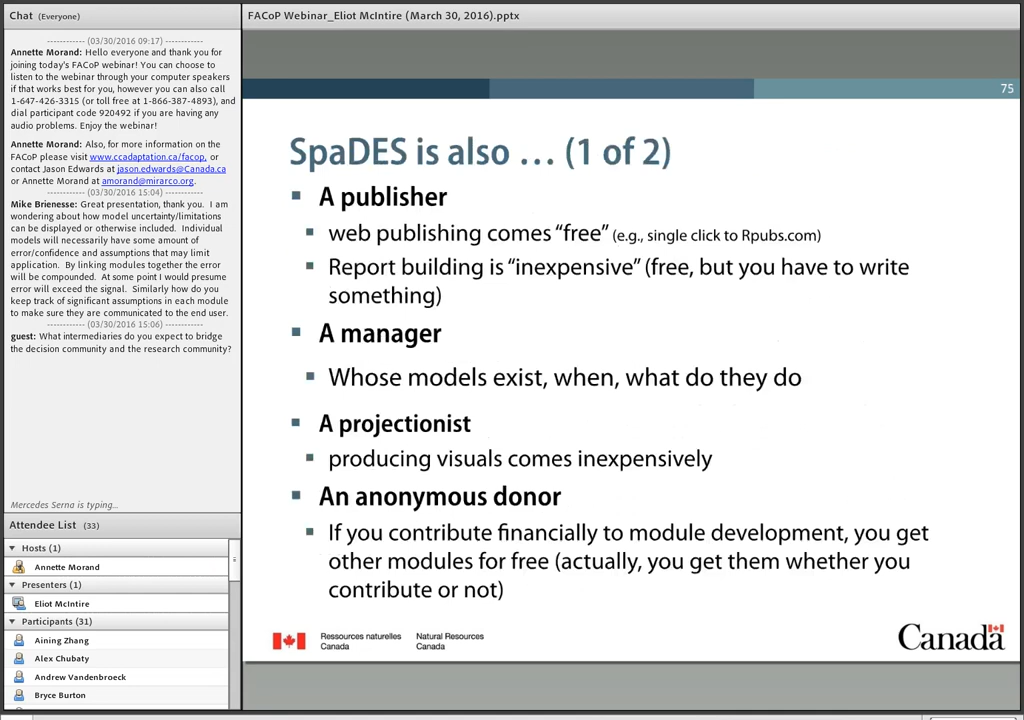 Chat (Everyone)
------------ (03/30/2016 09:17) ------------
Annette Morand: Hello everyone and thank you for
joining today's FACoP webinar! You can choose to
listen to the webinar through your computer speakers
if that works best for you, however you can also call
1-647-426-3315 (or toll free at 1-866-387-4893), and
dial participant code 920492 if you are having any
audio problems. Enjoy the webinar!
Annette Morand: Also, for more information on the
FACoP please visit www.ccadaptation.ca/facop, or
contact Jason Edwards at jason.edwards@Canada.ca
or Annette Morand at amorand@mirarco.org.
------------ (03/30/2016 15:04) ------------
Mike Brienesse: Great presentation, thank you.  I am
wondering about how model uncertainty/limitations
can be displayed or otherwise included.  Individual
models will necessarily have some amount of
error/confidence and assumptions that may limit
application.  By linking modules together the error
will be compounded.  At some point I would presume
error will exceed the signal.  Similarly how do you
keep track of significant assumptions in each module
to make sure they are communicated to the end user.
------------ (03/30/2016 15:06) ------------
guest: What intermediaries do you expect to bridge
the decision community and the research community?
Mercedes Serna is typing...
Attendee List (33)
Hosts (1)
Annette Morand
Presenters (1)
Eliot McIntire
Participants (31)
Aining Zhang
Alex Chubaty
Andrew Vandenbroeck
Bryce Burton
FACoP Webinar_Eliot McIntire (March 30, 2016).pptx
75
SpaDES is also … (1 of 2)
A publisher
web publishing comes “free” (e.g., single click to Rpubs.com)
Report building is “inexpensive” (free, but you have to write
something)
A manager
Whose models exist, when, what do they do
A projectionist
producing visuals comes inexpensively
An anonymous donor
If you contribute financially to module development, you get
other modules for free (actually, you get them whether you
contribute or not)
Ressources naturelles
Canada
Natural Resources
Canada
Canada